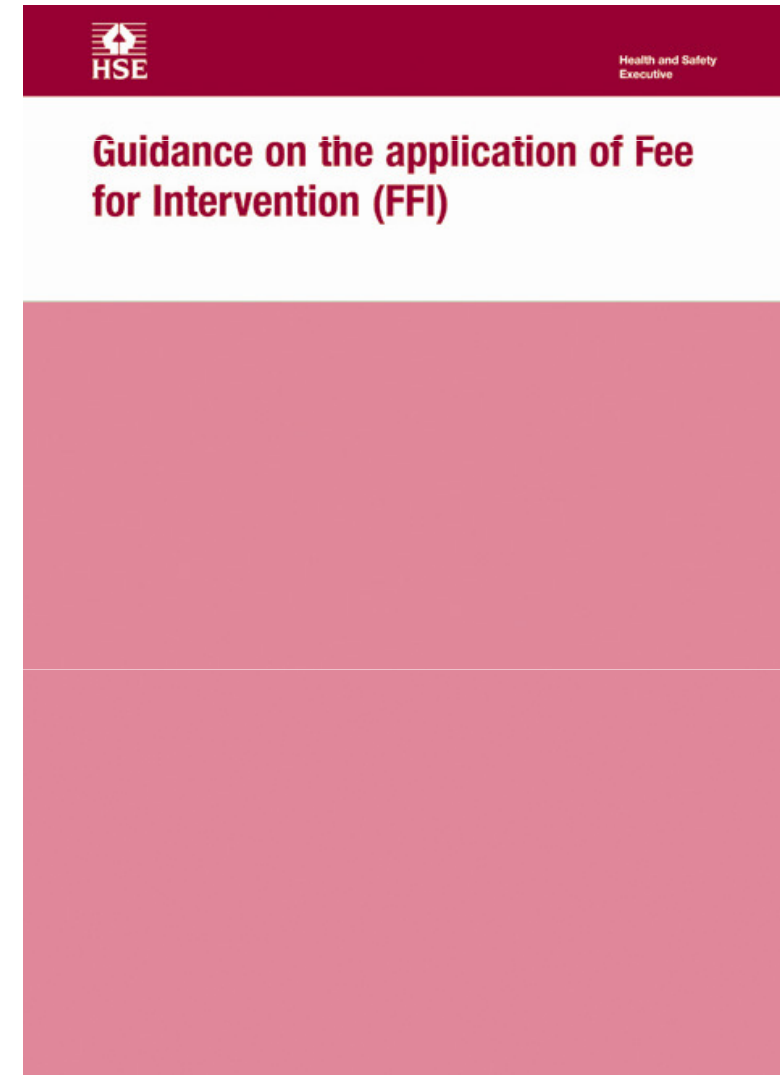 HSE
Health and Safety
Executive
Guidance on the application of Fee
for Intervention (FFI)